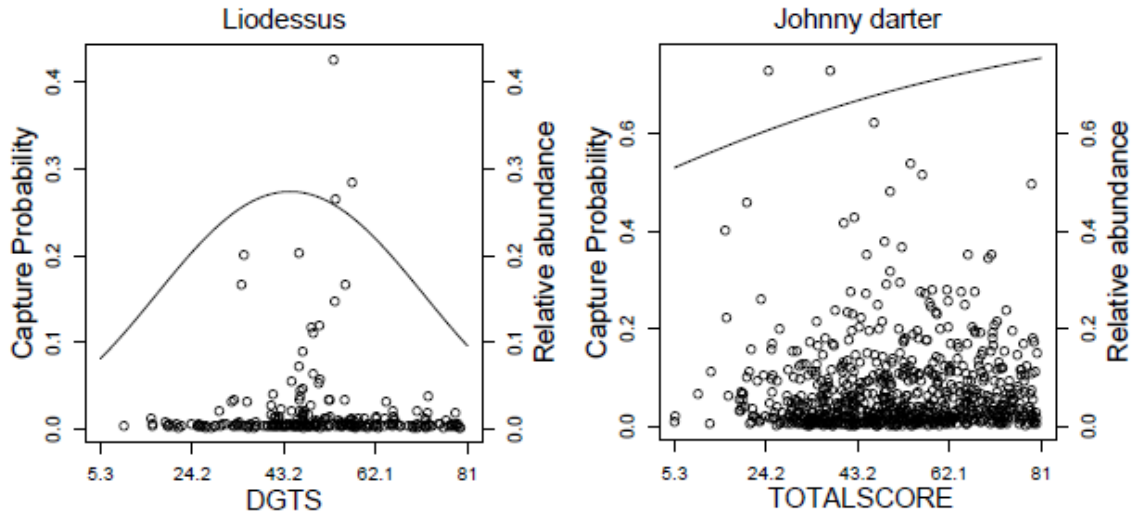 Liodessus
Capture Probability
0.0 0.1 0.2 0.3 0.4
0.0 0.1 0.2 0.3 0.4
Relative abundance
5.3 24.2 43.2 62.1 81
DGTS
Johnny darter
Capture Probability
0.0 0.2 0.4 0.6
0.0 0.2 0.4 0.6
Relative abundance
5.3 24.2 43.2 62.1 81
TOTALSCORE